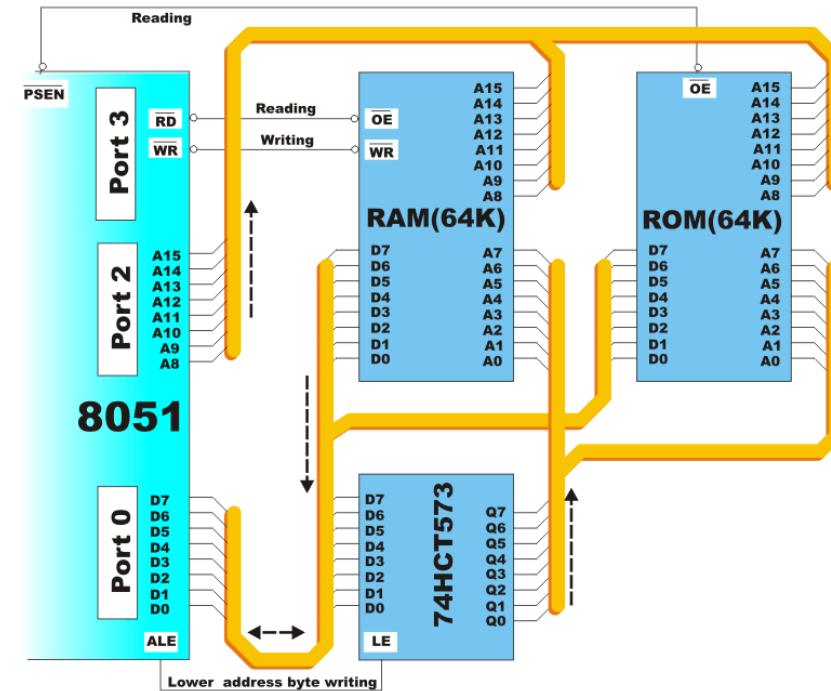 Reading
PSEN
Port 3
RD
WR
Reading
Writing
OE
WR
A15
A14
A13
A12
A11
A10
A9
A8
RAM(64K)
D7
D6
D5
D4
D3
D2
D1
D0
A7
A6
A5
A4
A3
A2
A1
A0
OE
A15
A14
A13
A12
A11
A10
A9
A8
ROM(64K)
D7
D6
D5
D4
D3
D2
D1
D0
A7
A6
A5
A4
A3
A2
A1
A0
Port 2
A15
A14
A13
A12
A11
A10
A9
A8
8051
Port 0
D7
D6
D5
D4
D3
D2
D1
D0
ALE
D7
D6
D5
D4
D3
D2
D1
D0
74HCT573
Q7
Q6
Q5
Q4
Q3
Q2
Q1
Q0
LE
Lower address byte writing